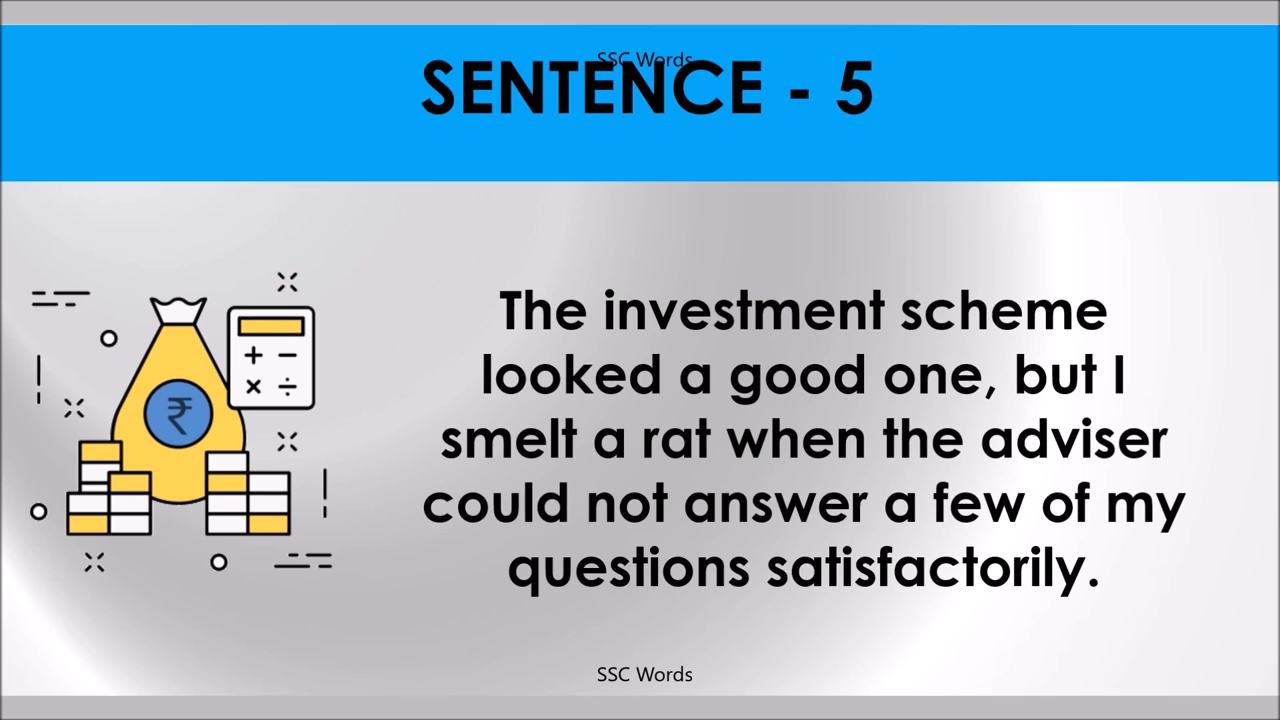 SSC Words
SENTENCE - 5
₹
+ −
× ÷
The investment scheme
looked a good one, but I
smelt a rat when the adviser
could not answer a few of my
questions satisfactorily.
SSC Words